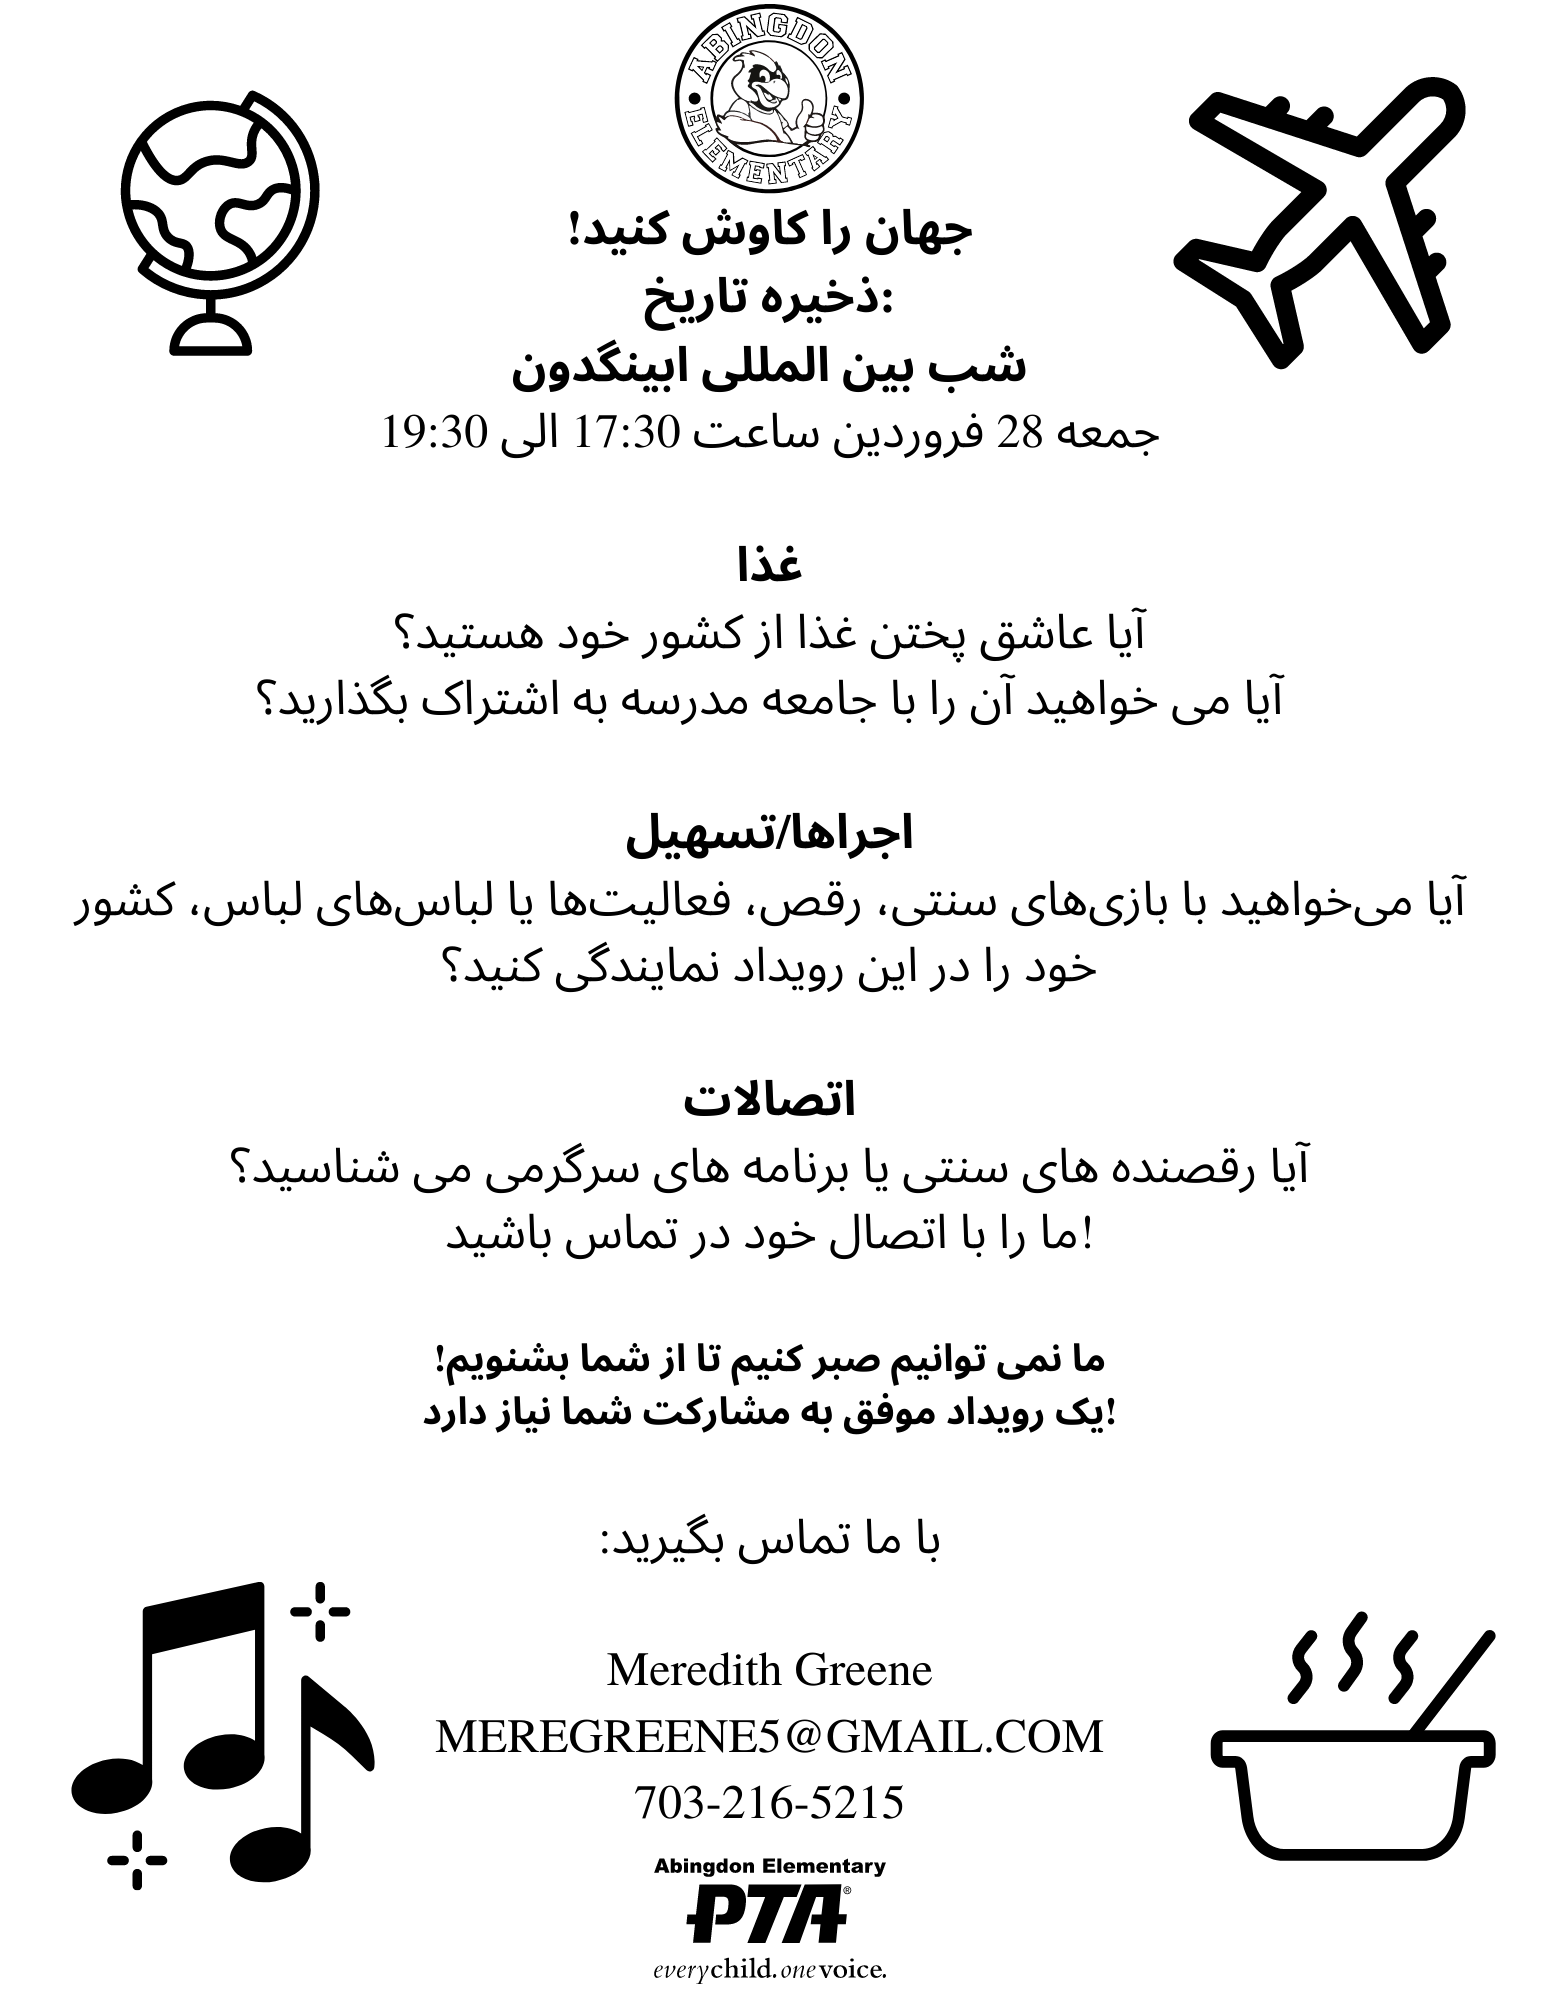 ABINGDON ELEMENTARY
جهان را کاوش کنید!
:ذخیره تاریخ
شب بین المللی ابینگدون
جمعه 28 فروردین ساعت 17:30 الی 19:30
غذا
آیا عاشق پختن غذا از کشور خود هستید؟
آیا می خواهید آن را با جامعه مدرسه به اشتراک بگذارید؟
اجراها/تسهیل
آیا می‌خواهید با بازی‌های سنتی، رقص، فعالیت‌ها یا لباس‌های لباس، کشور
خود را در این رویداد نمایندگی کنید؟
اتصالات
آیا رقصنده های سنتی یا برنامه های سرگرمی می شناسید؟
!ما را با اتصال خود در تماس باشید
ما نمی توانیم صبر کنیم تا از شما بشنویم!
!یک رویداد موفق به مشارکت شما نیاز دارد
با ما تماس بگیرید:
Meredith Greene
MEREGREENE5@GMAIL.COM
703-216-5215
Abingdon Elementary
PTA®
everychild.onevoice.